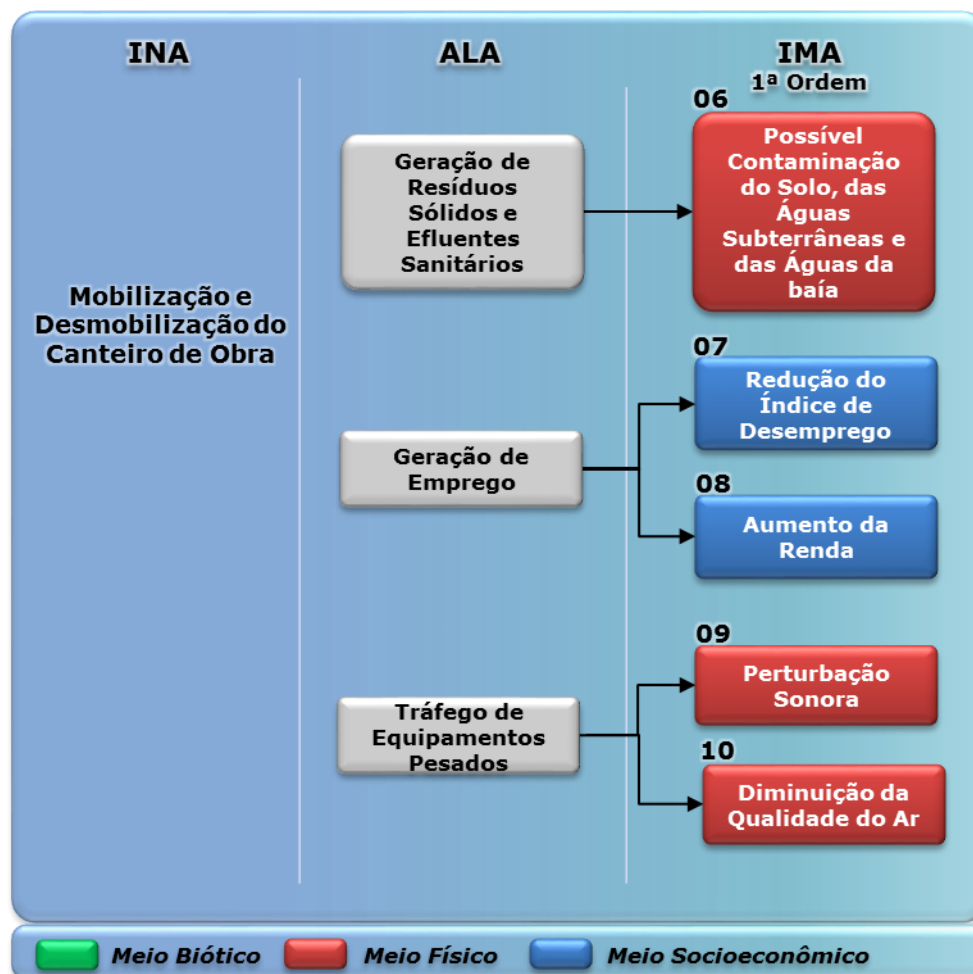 INA
ALA
IMA
1ª Ordem
Mobilização e
Desmobilização do
Canteiro de Obra
Geração de
Resíduos
Sólidos e
Efluentes
Sanitários
06
Possível
Contaminação
do Solo, das
Águas
Subterrâneas e
das Águas da
baía
Geração de
Emprego
07
Redução do
Índice de
Desemprego
08
Aumento da
Renda
Tráfego de
Equipamentos
Pesados
09
Perturbação
Sonora
10
Diminuição da
Qualidade do Ar
Meio Biótico
Meio Físico
Meio Socioeconômico